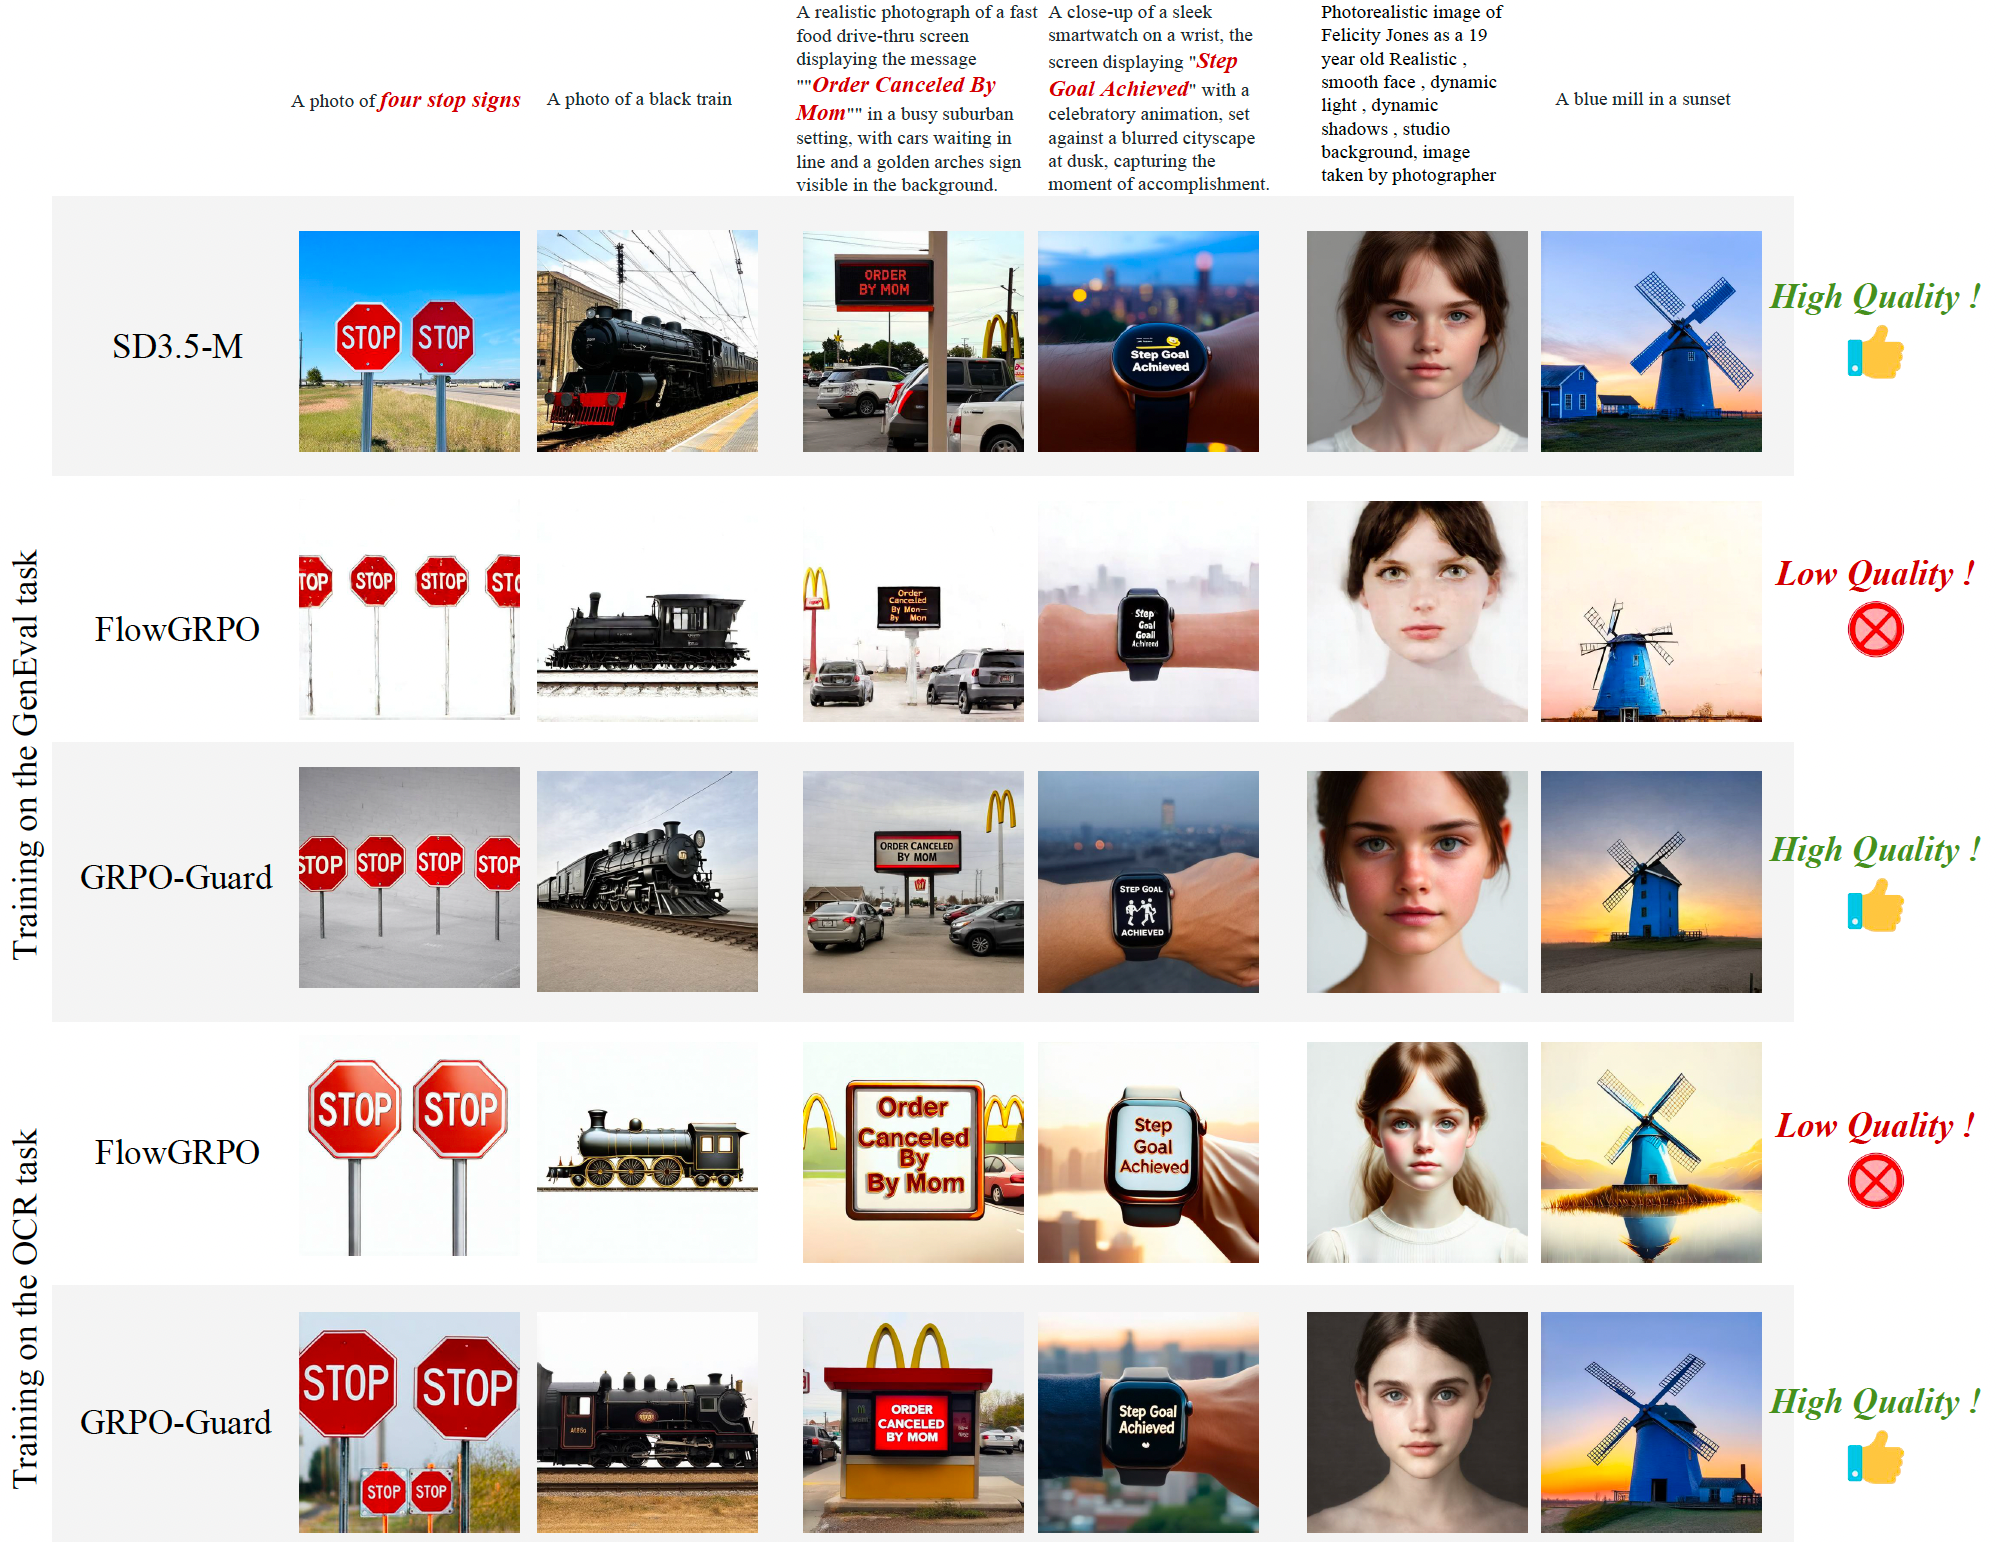 A photo of four stop signs
A photo of a black train
A realistic photograph of a fast
food drive-thru screen
displaying the message
""Order Canceled By
Mom"" in a busy suburban
setting, with cars waiting in
line and a golden arches sign
visible in the background.
A close-up of a sleek
smartwatch on a wrist, the
screen displaying "Step
Goal Achieved" with a
celebratory animation, set
against a blurred cityscape
at dusk, capturing the
moment of accomplishment.
Photorealistic image of
Felicity Jones as a 19
year old Realistic ,
smooth face , dynamic
light , dynamic
shadows , studio
background, image
taken by photographer
A blue mill in a sunset
SD3.5-M
STOP
STOP
ORDER
BY MOM
Step Goal
Achieved
High Quality !
Training on the GenEval task
FlowGRPO
TOP
STOP
STIOP
STO
Order
Canceled
By Mon—
By Mon
Step
Goal
Goall
Achirerd
Low Quality !
GRPO-Guard
STOP
STOP
STOP
STOP
ORDER CANCELED
BY MOM
STEP GOAL
ACHIEVED
High Quality !
Training on the OCR task
FlowGRPO
STOP
STOP
Order
Canceled
By
By Mom
Step
Goal
Achieved
Low Quality !
GRPO-Guard
STOP
STOP
STOP
STOP
ORDER
CANCELED
BY MOM
Step Goal
Achieved
High Quality !